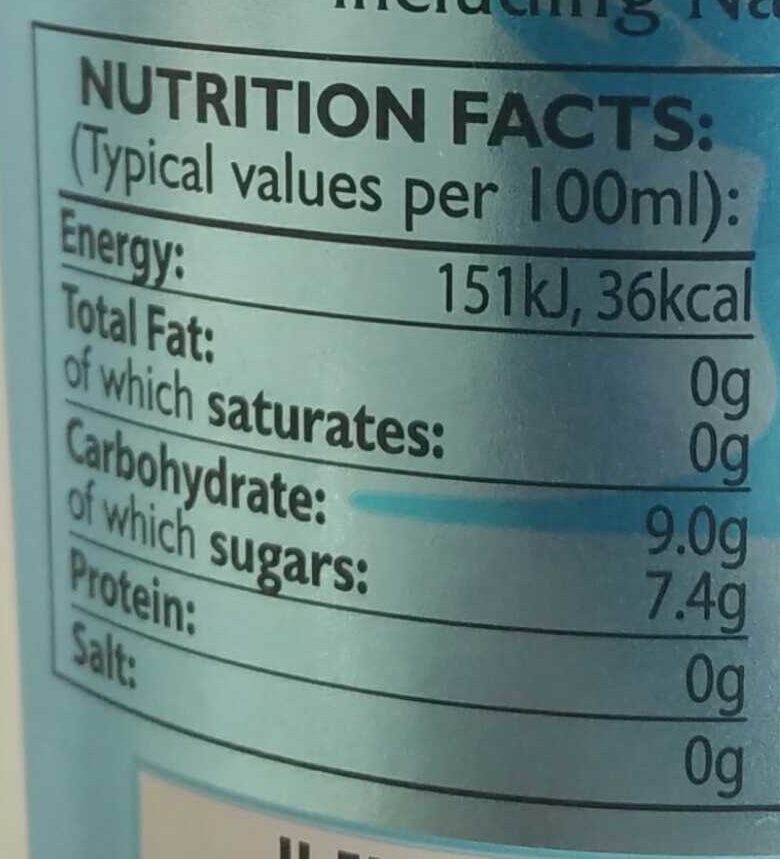 NUTRITION FACTS:
(Typical values per 100ml):
Energy: 151kJ, 36kcal
Total Fat: 0g
of which saturates: 0g
Carbohydrate: 9.0g
of which sugars: 7.4g
Protein: 0g
Salt: 0g